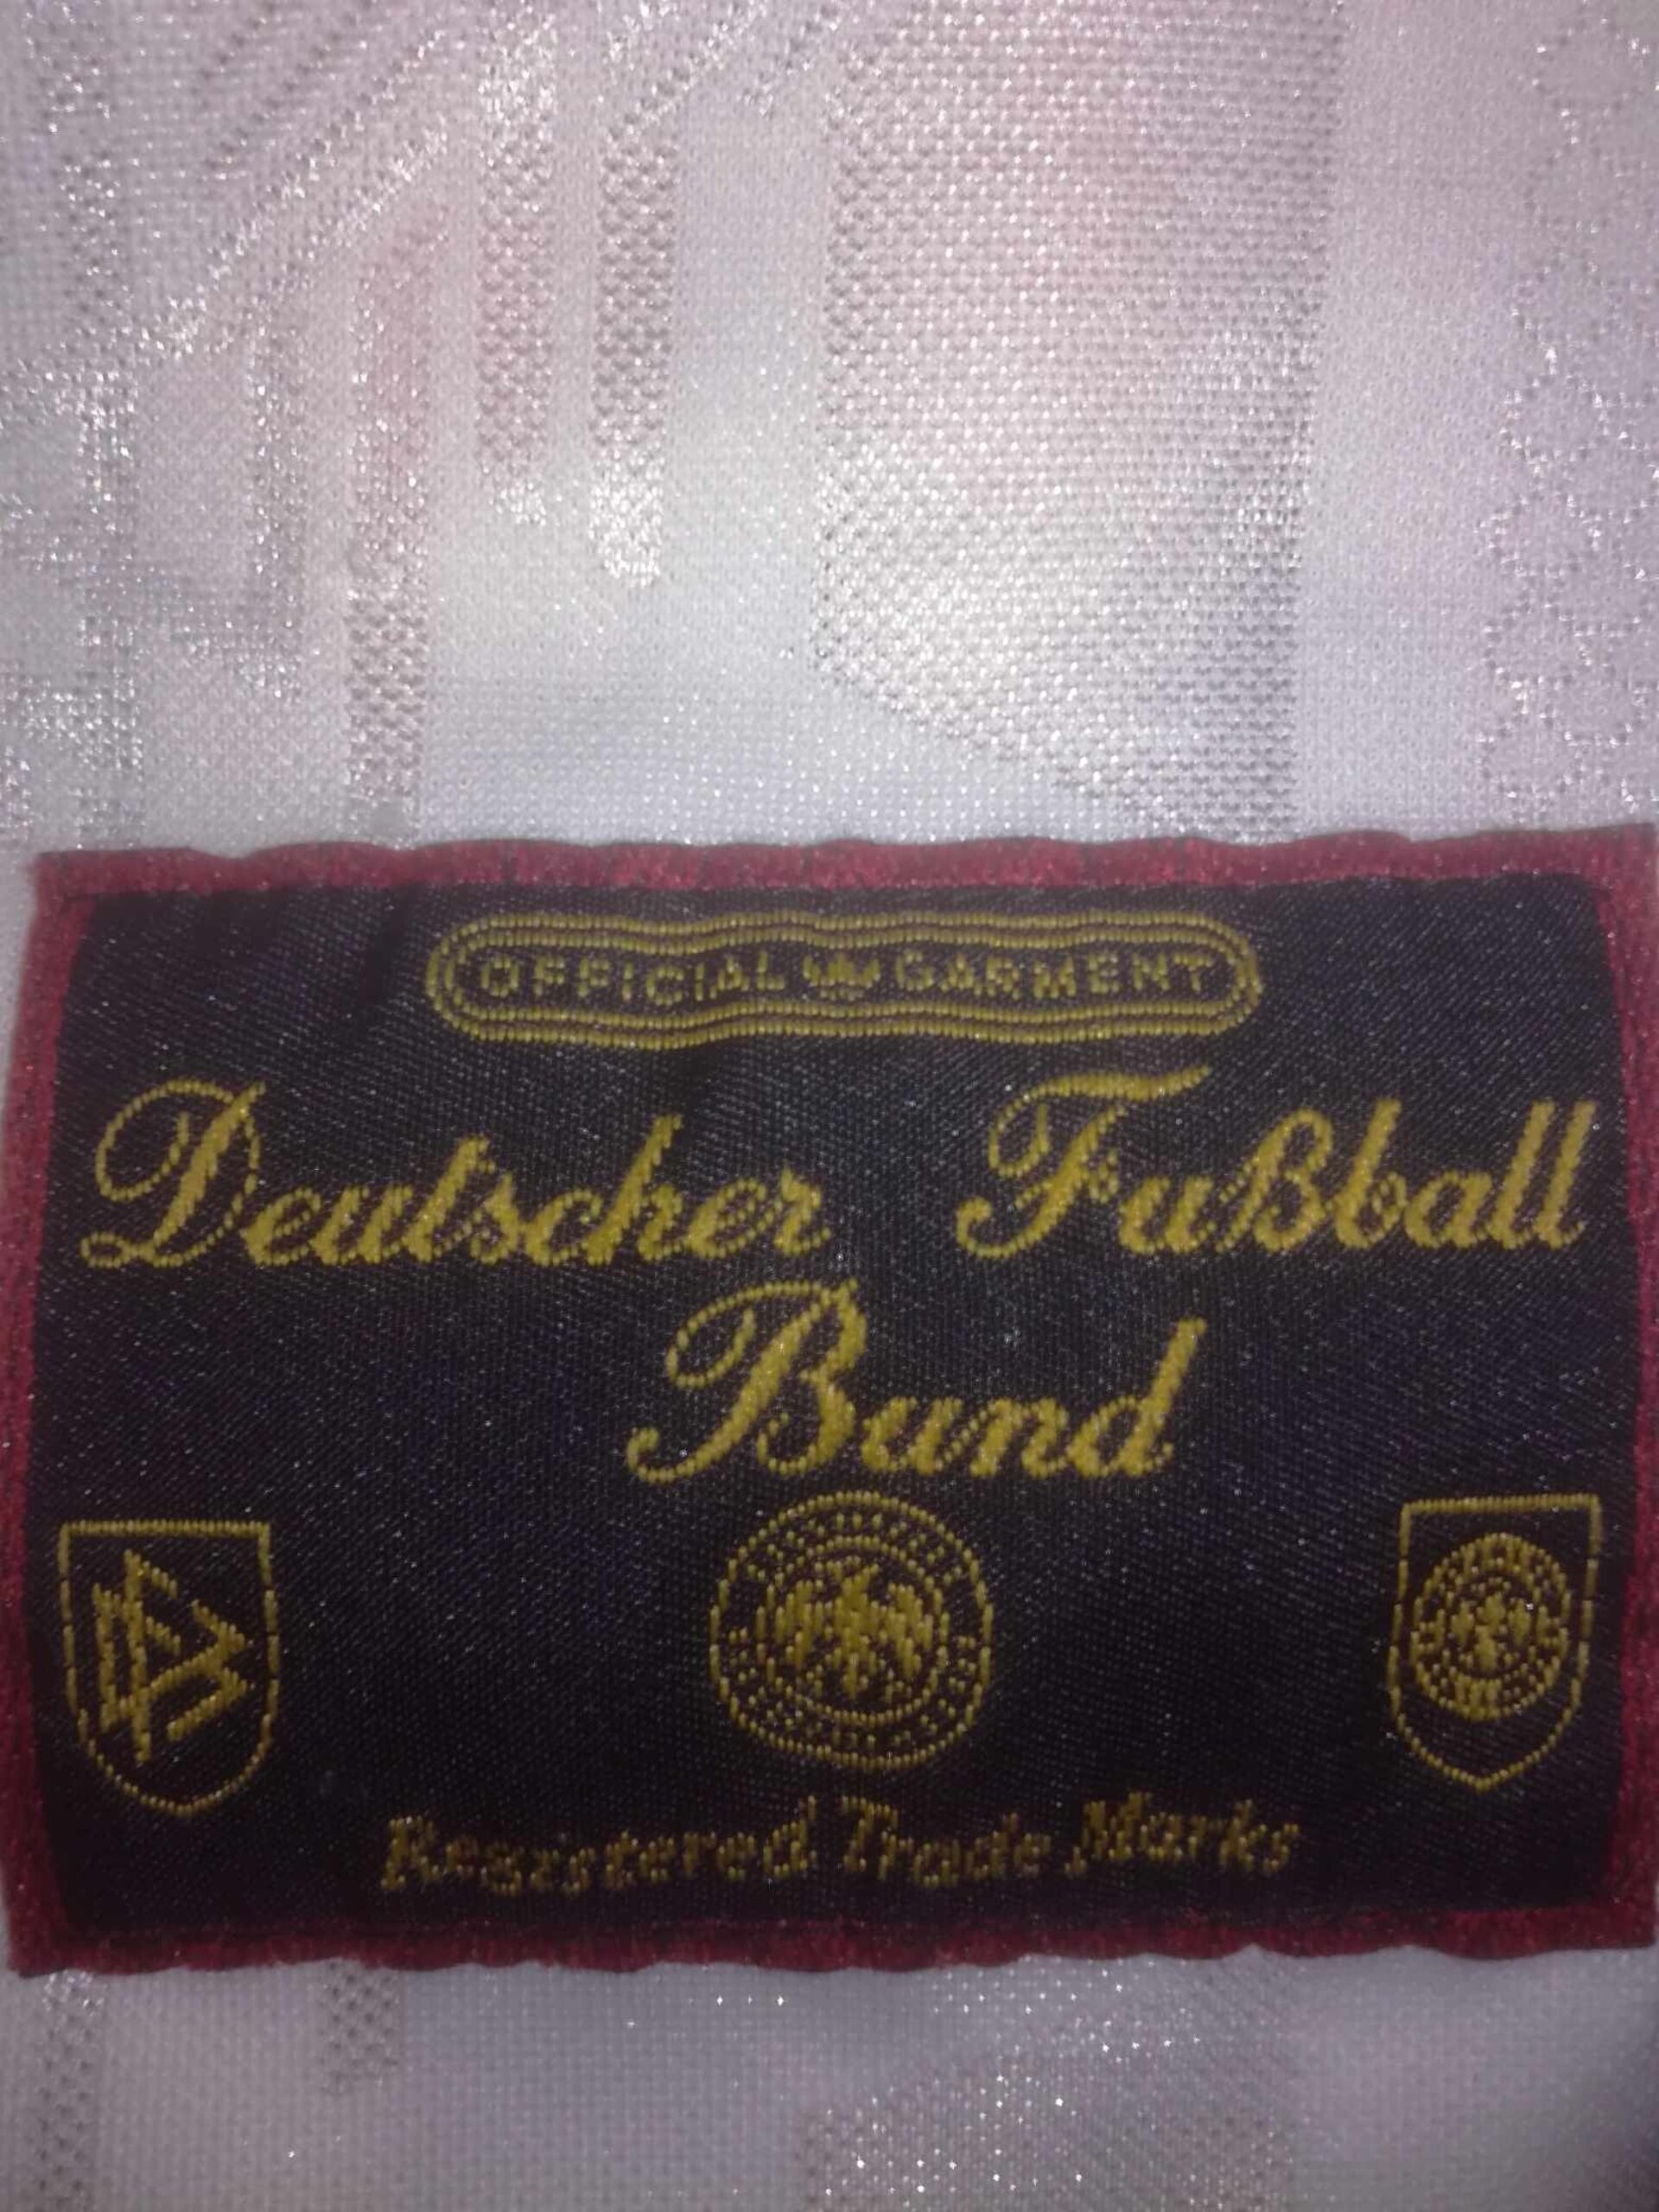 OFFICIAL GARMENT
Deutscher Fußball
Bund
Registered Trade Marks